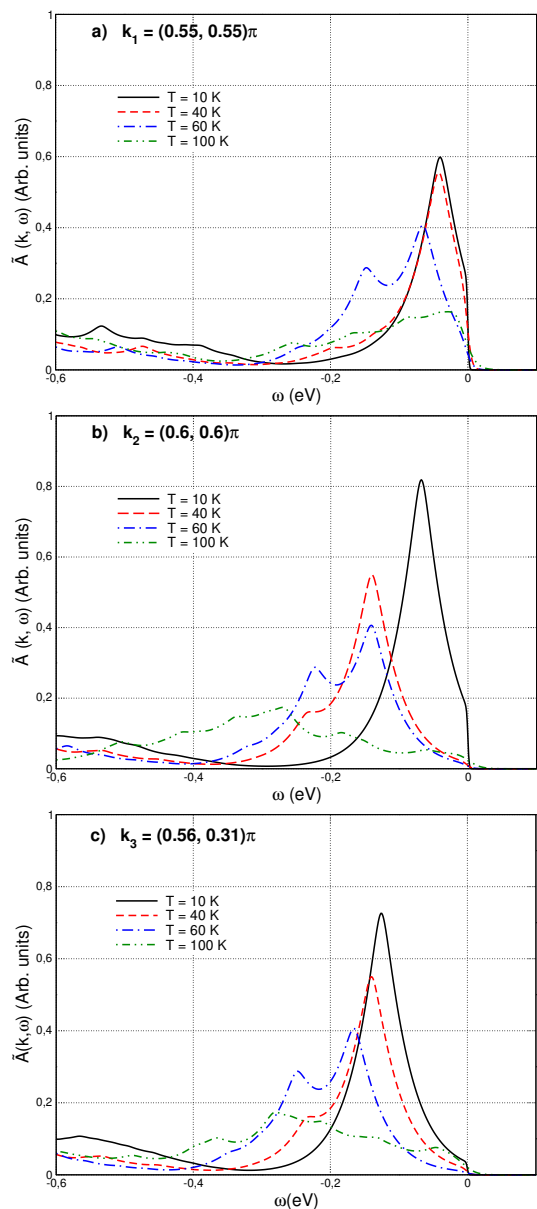 a) k₁ = (0.55, 0.55)π
T = 10 K
T = 40 K
T = 60 K
T = 100 K
Ã (k, ω) (Arb. units)
1
0,8
0,6
0,4
0,2
0
-0,6 -0,4 -0,2 0
ω (eV)
b) k₂ = (0.6, 0.6)π
T = 10 K
T = 40 K
T = 60 K
T = 100 K
Ã (k, ω) (Arb. units)
1
0,8
0,6
0,4
0,2
0
-0,6 -0,4 -0,2 0
ω (eV)
c) k₃ = (0.56, 0.31)π
T = 10 K
T = 40 K
T = 60 K
T = 100 K
Ã(k,ω) (Arb. units)
1
0,8
0,6
0,4
0,2
0
-0,6 -0,4 -0,2 0
ω(eV)